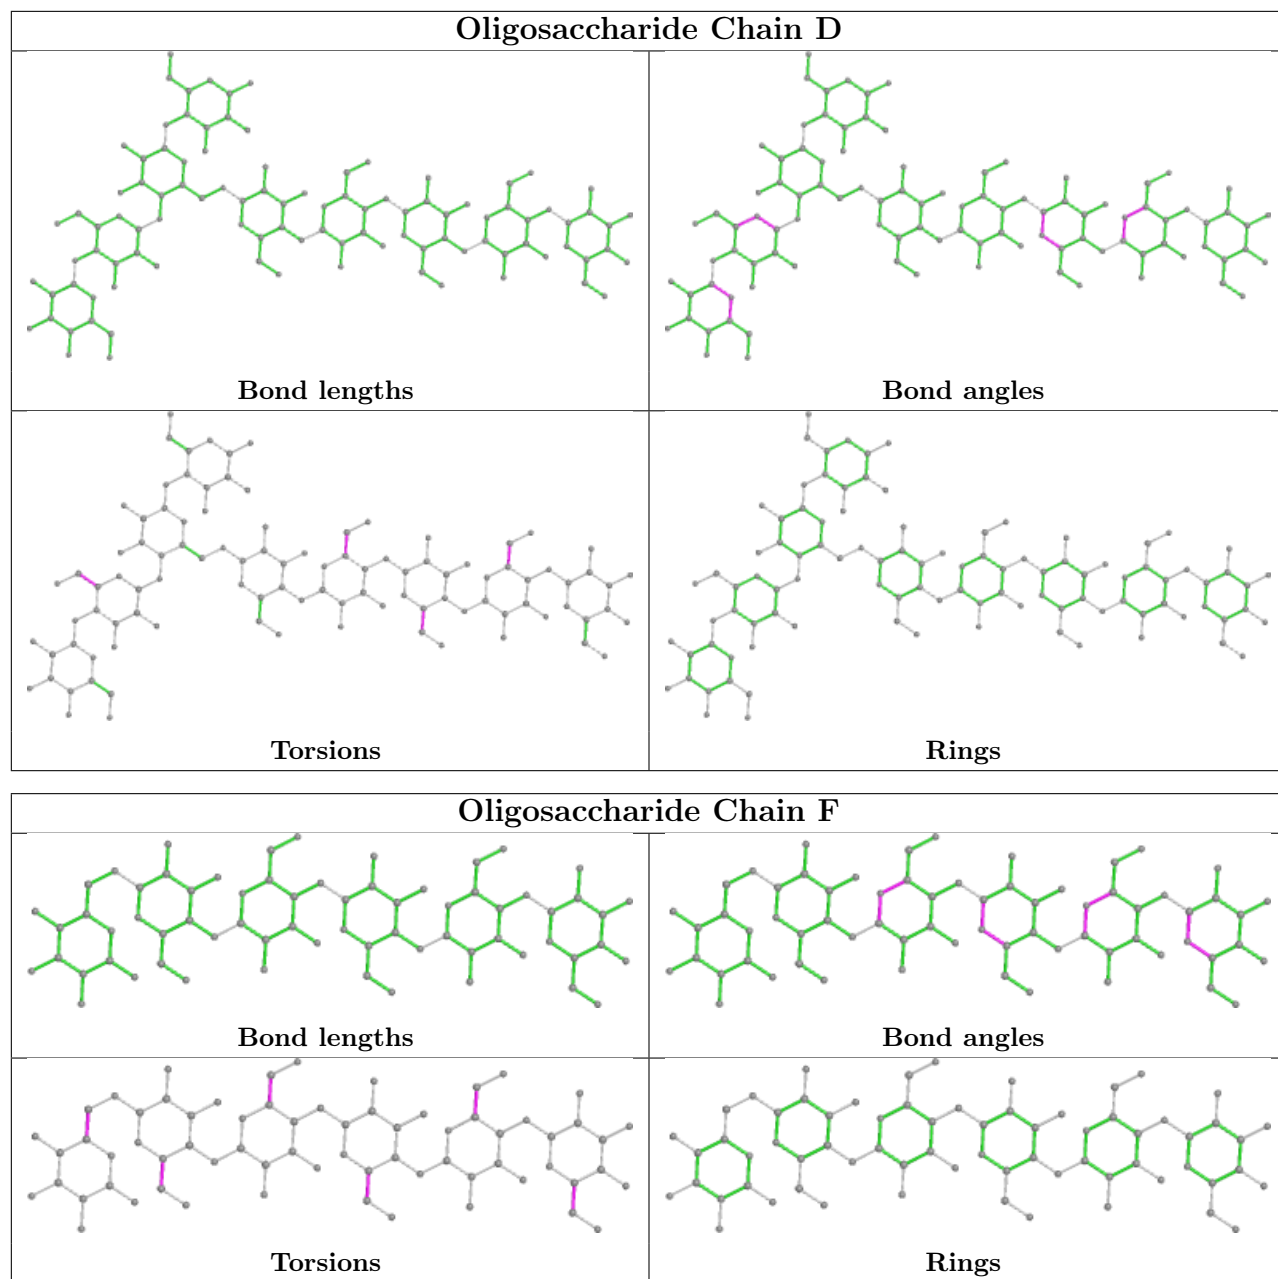 Oligosaccharide Chain D
Bond lengths
Bond angles
Torsions
Rings
Oligosaccharide Chain F
Bond lengths
Bond angles
Torsions
Rings